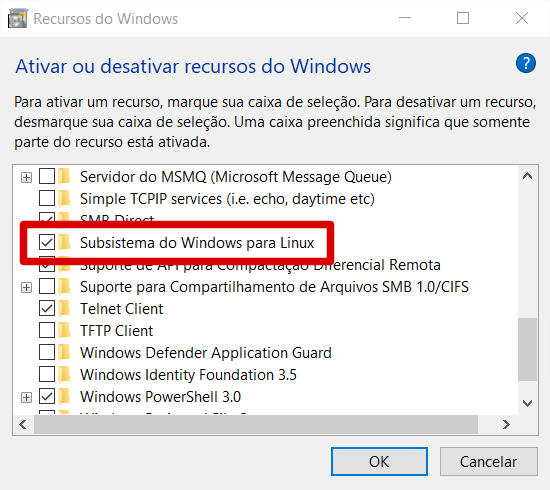 Recursos do Windows
Ativar ou desativar recursos do Windows
?
Para ativar um recurso, marque sua caixa de seleção. Para desativar um recurso,
desmarque sua caixa de seleção. Uma caixa preenchida significa que somente
parte do recurso está ativada.
Servidor do MSMQ (Microsoft Message Queue)
Simple TCPIP services (i.e. echo, daytime etc)
SMB Direct
Subsistema do Windows para Linux
Suporte de API para Compactação Diferencial Remota
Suporte para Compartilhamento de Arquivos SMB 1.0/CIFS
Telnet Client
TFTP Client
Windows Defender Application Guard
Windows Identity Foundation 3.5
Windows PowerShell 3.0
OK
Cancelar